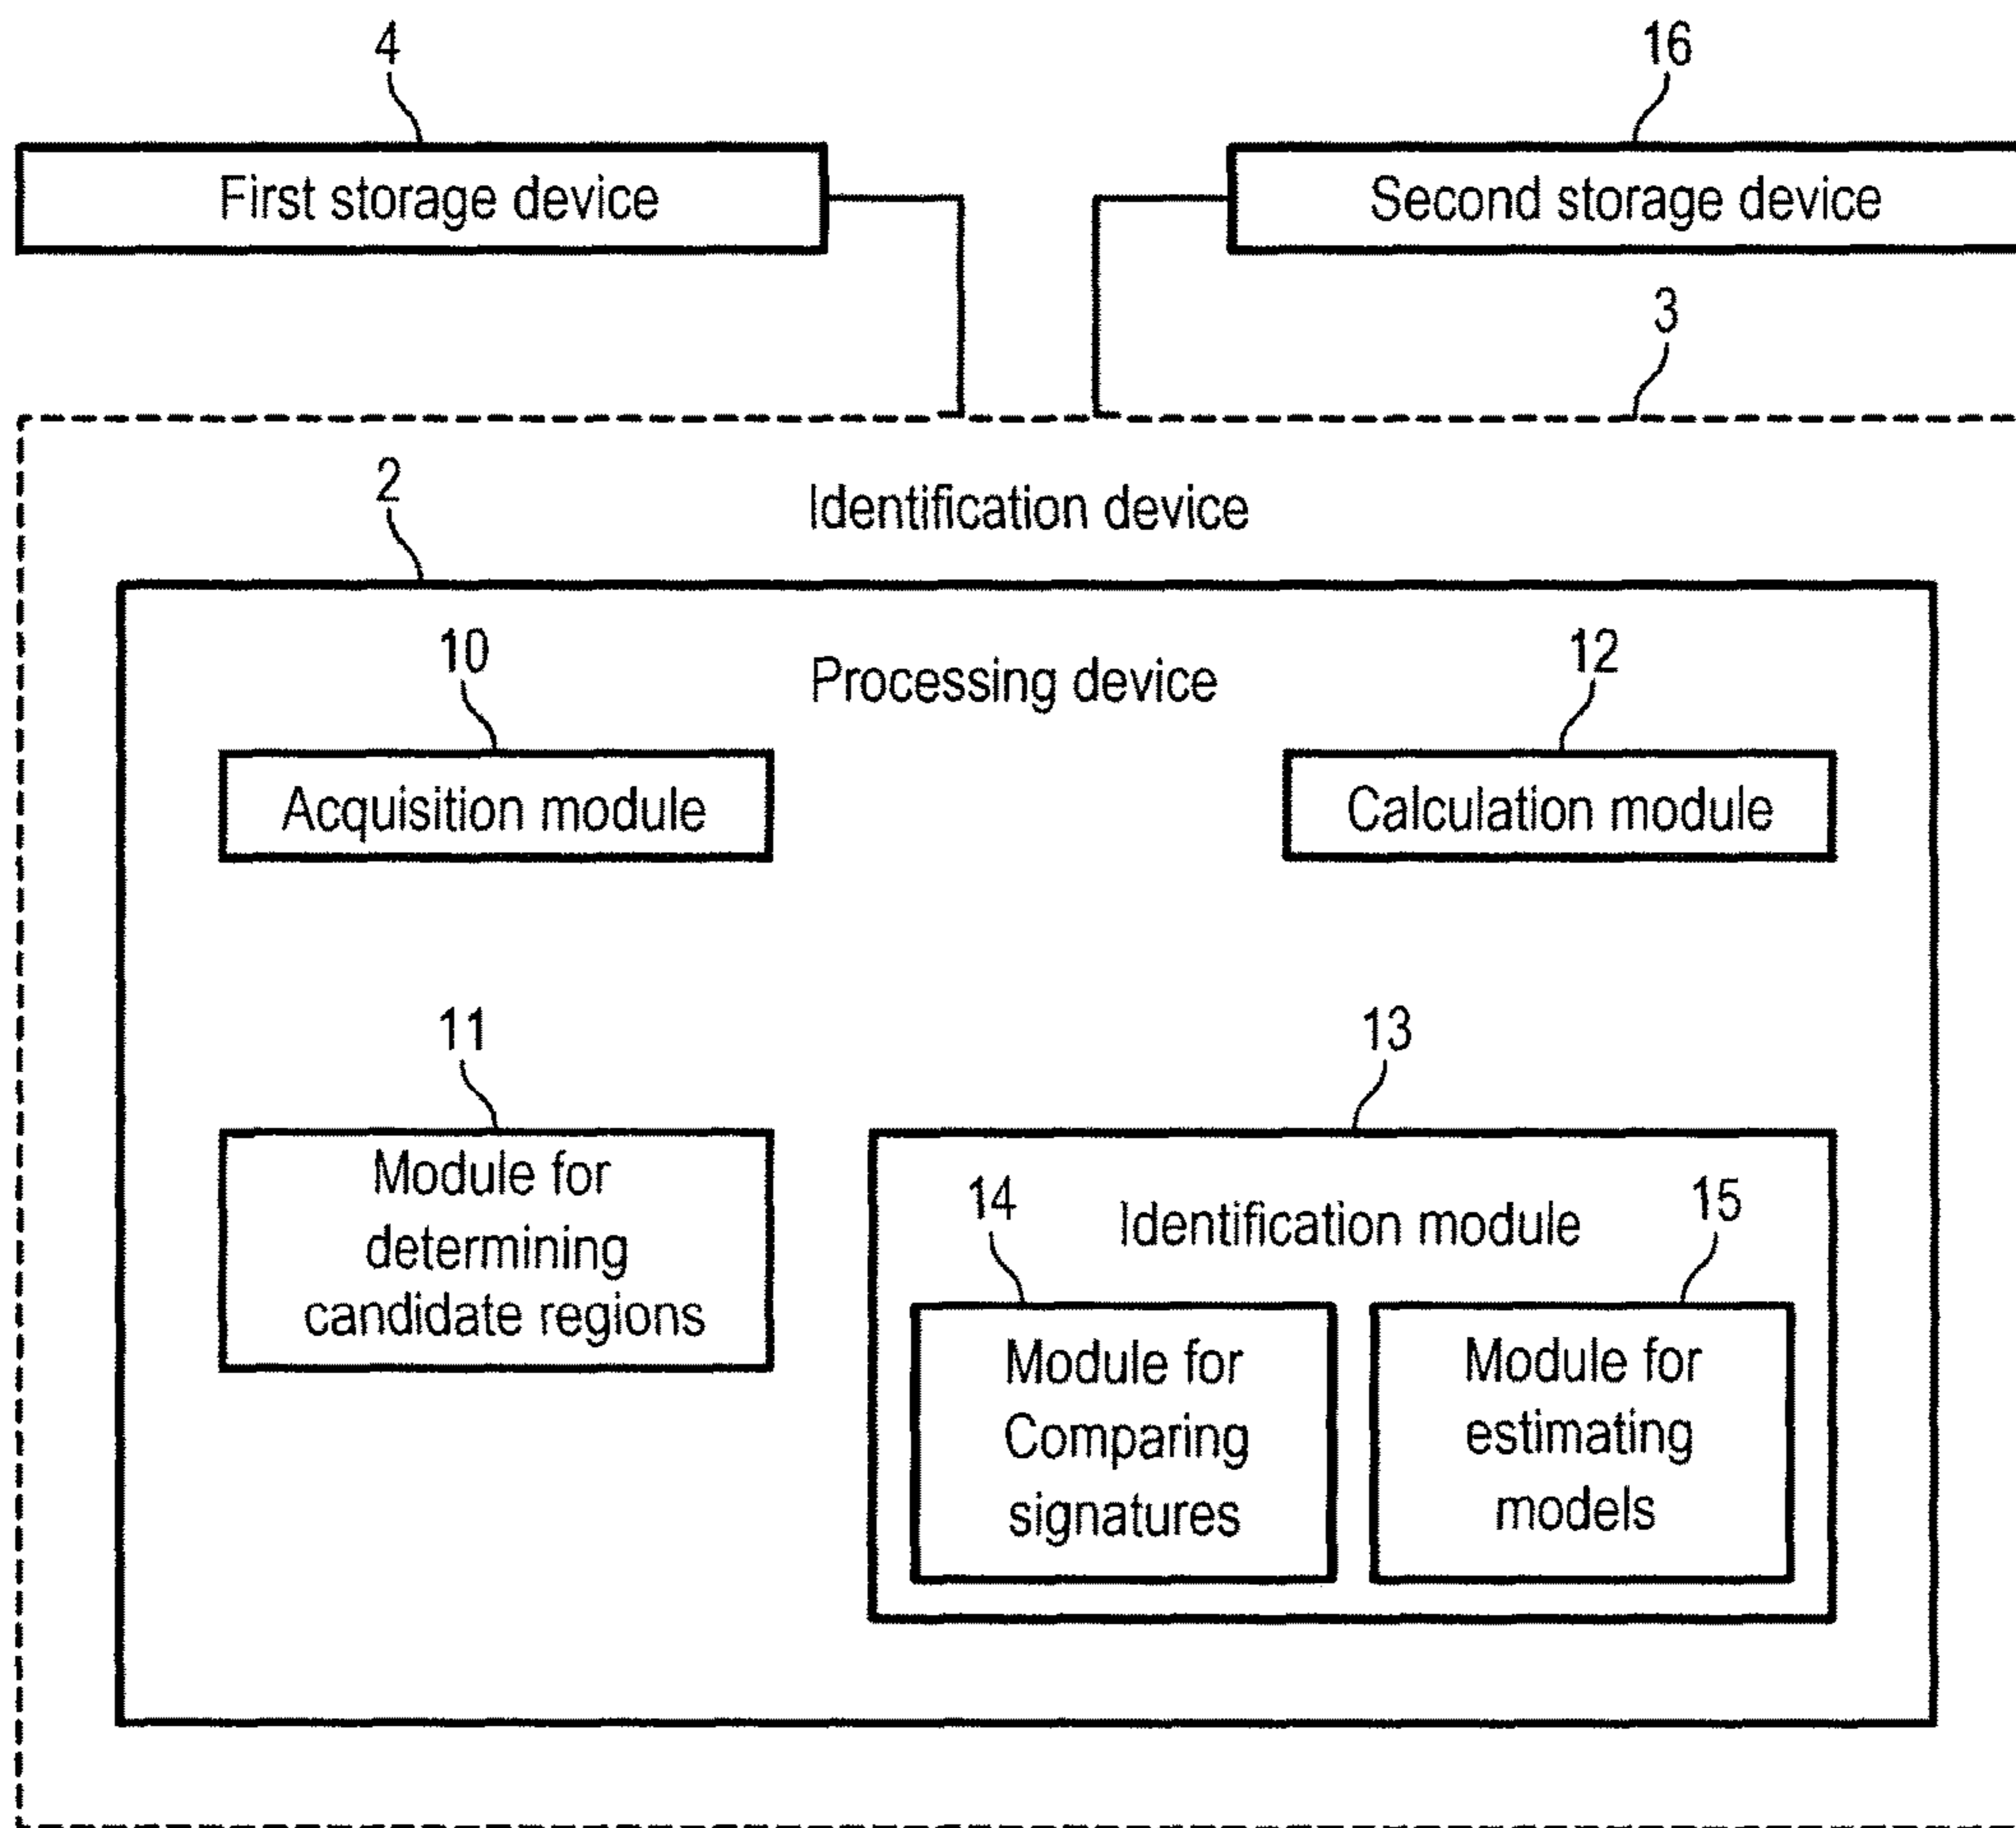 4
16
First storage device
Second storage device
3
2
Identification device
10
Processing device
12
Acquisition module
Calculation module
11
13
Module for
determining
candidate regions
14
Identification module
15
Module for
Comparing
signatures
Module for
estimating
models